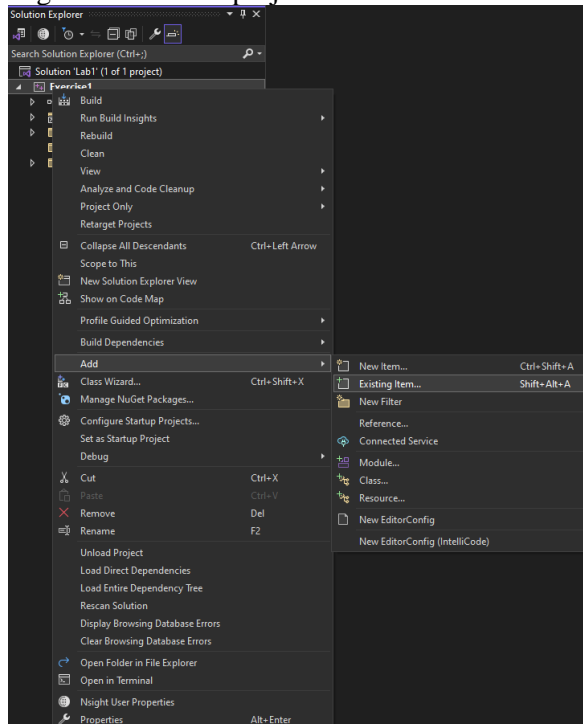 Solution Explorer
Search Solution Explorer (Ctrl+;)
Solution 'Lab1' (1 of 1 project)
Exercise1
Build
Run Build Insights
Rebuild
Clean
View
Analyze and Code Cleanup
Project Only
Retarget Projects
Collapse All Descendants Ctrl+Left Arrow
Scope to This
New Solution Explorer View
Show on Code Map
Profile Guided Optimization
Build Dependencies
Add
Class Wizard... Ctrl+Shift+X
Manage NuGet Packages...
Configure Startup Projects...
Set as Startup Project
Debug
Cut Ctrl+X
Paste Ctrl+V
Remove Del
Rename F2
Unload Project
Load Direct Dependencies
Load Entire Dependency Tree
Rescan Solution
Display Browsing Database Errors
Clear Browsing Database Errors
Open Folder in File Explorer
Open in Terminal
Nsight User Properties
Properties Alt+Enter
New Item... Ctrl+Shift+A
Existing Item... Shift+Alt+A
New Filter
Reference...
Connected Service
Module...
Class...
Resource...
New EditorConfig
New EditorConfig (IntelliCode)